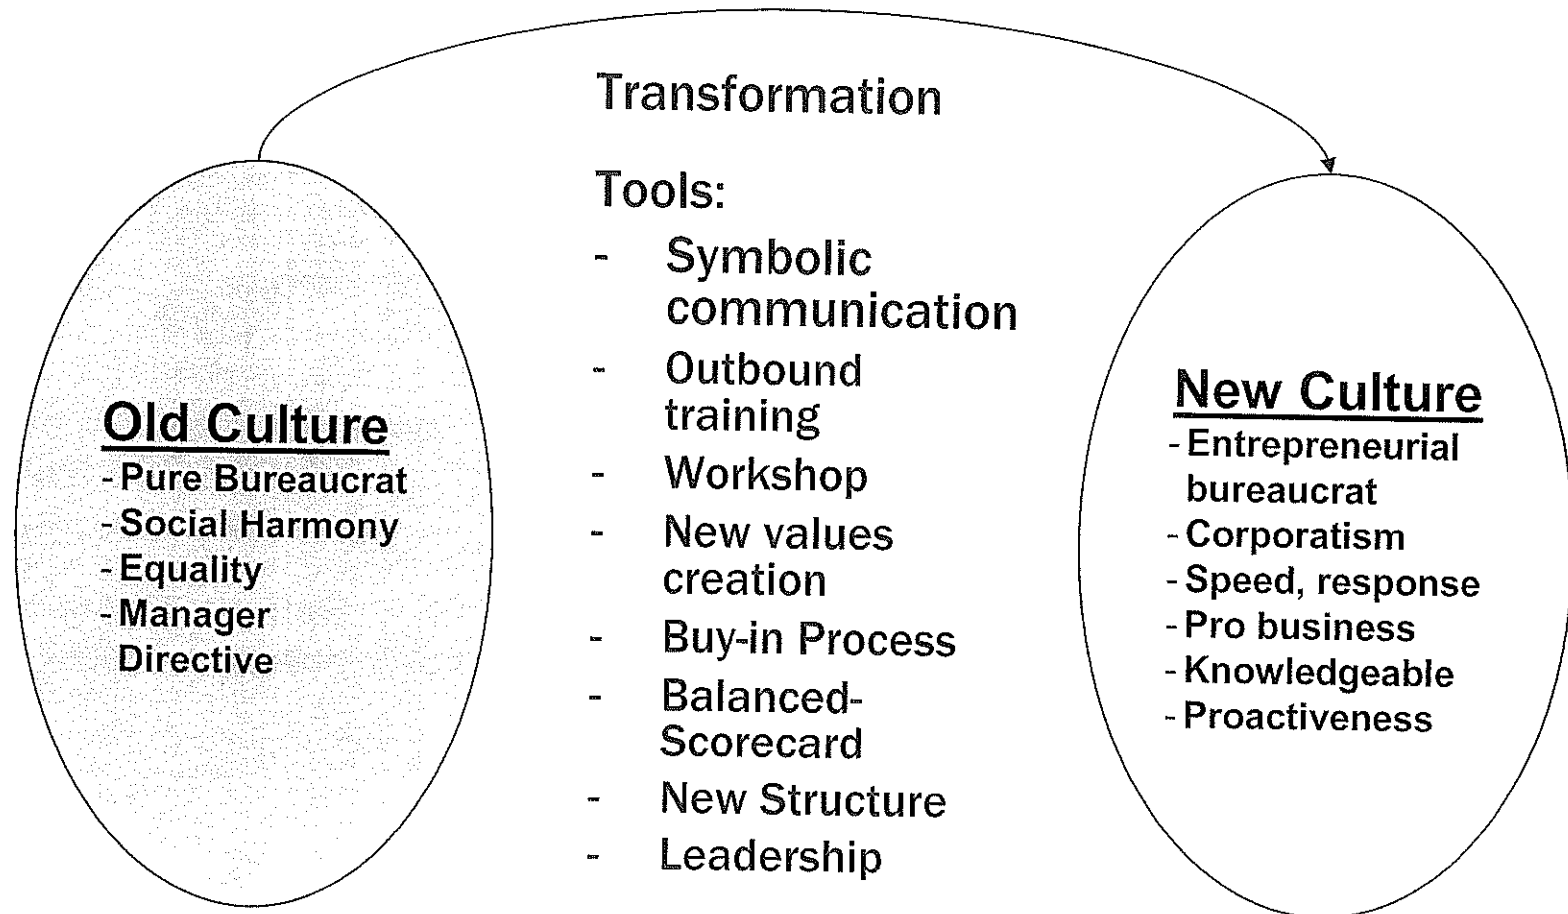 Transformation
Tools:
- Symbolic
communication
- Outbound
training
- Workshop
- New values
creation
- Buy-in Process
- Balanced-
Scorecard
- New Structure
- Leadership
Old Culture
- Pure Bureaucrat
- Social Harmony
- Equality
- Manager
Directive
New Culture
- Entrepreneurial
bureaucrat
- Corporatism
- Speed, response
- Pro business
- Knowledgeable
- Proactiveness